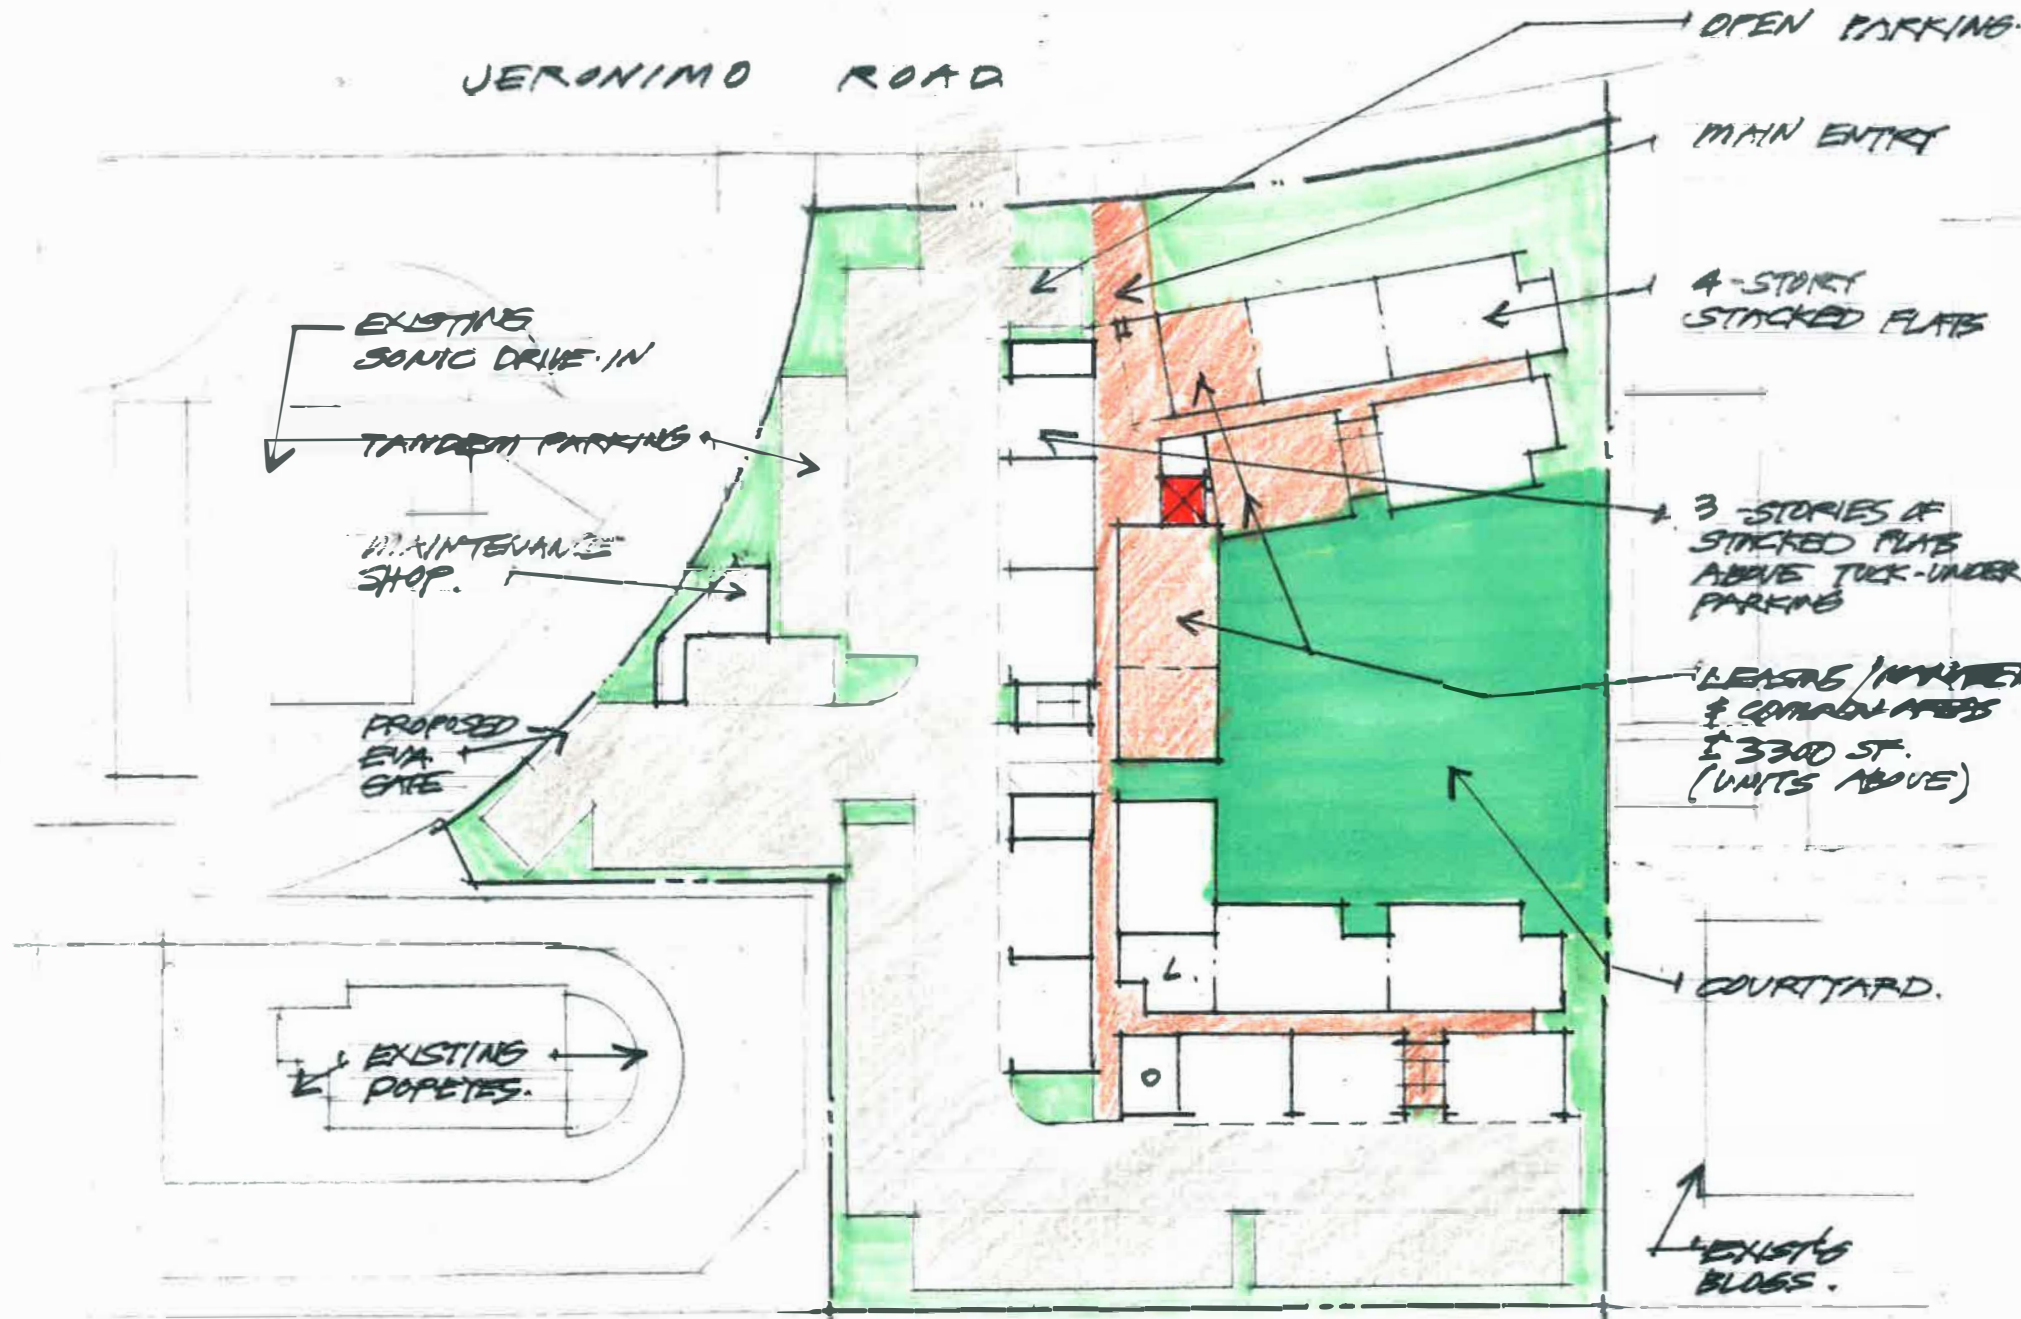 JERONIMO ROAD
OPEN PARKING.
MAIN ENTRY
4-STORY
STACKED FLATS
EXISTING
SONIC DRIVE-IN
TANDEM PARKING
MAINTENANCE
SHOP.
3-STORIES OF
STACKED FLATS
ABOVE TUCK-UNDER
PARKING
LEASING /
& COMMON AREAS
± 3300 SF.
(UNITS ABOVE)
PROPOSED
EVA
GATE
L.
COURTYARD.
O
EXISTING
POPEYES.
EXIST'G
BLDGS.